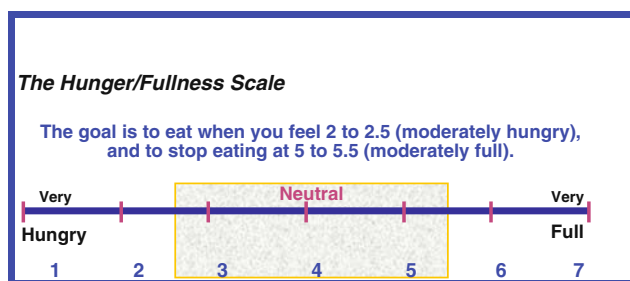 The Hunger/Fullness Scale
The goal is to eat when you feel 2 to 2.5 (moderately hungry),
and to stop eating at 5 to 5.5 (moderately full).
Very Neutral Very
Hungry Full
1 2 3 4 5 6 7